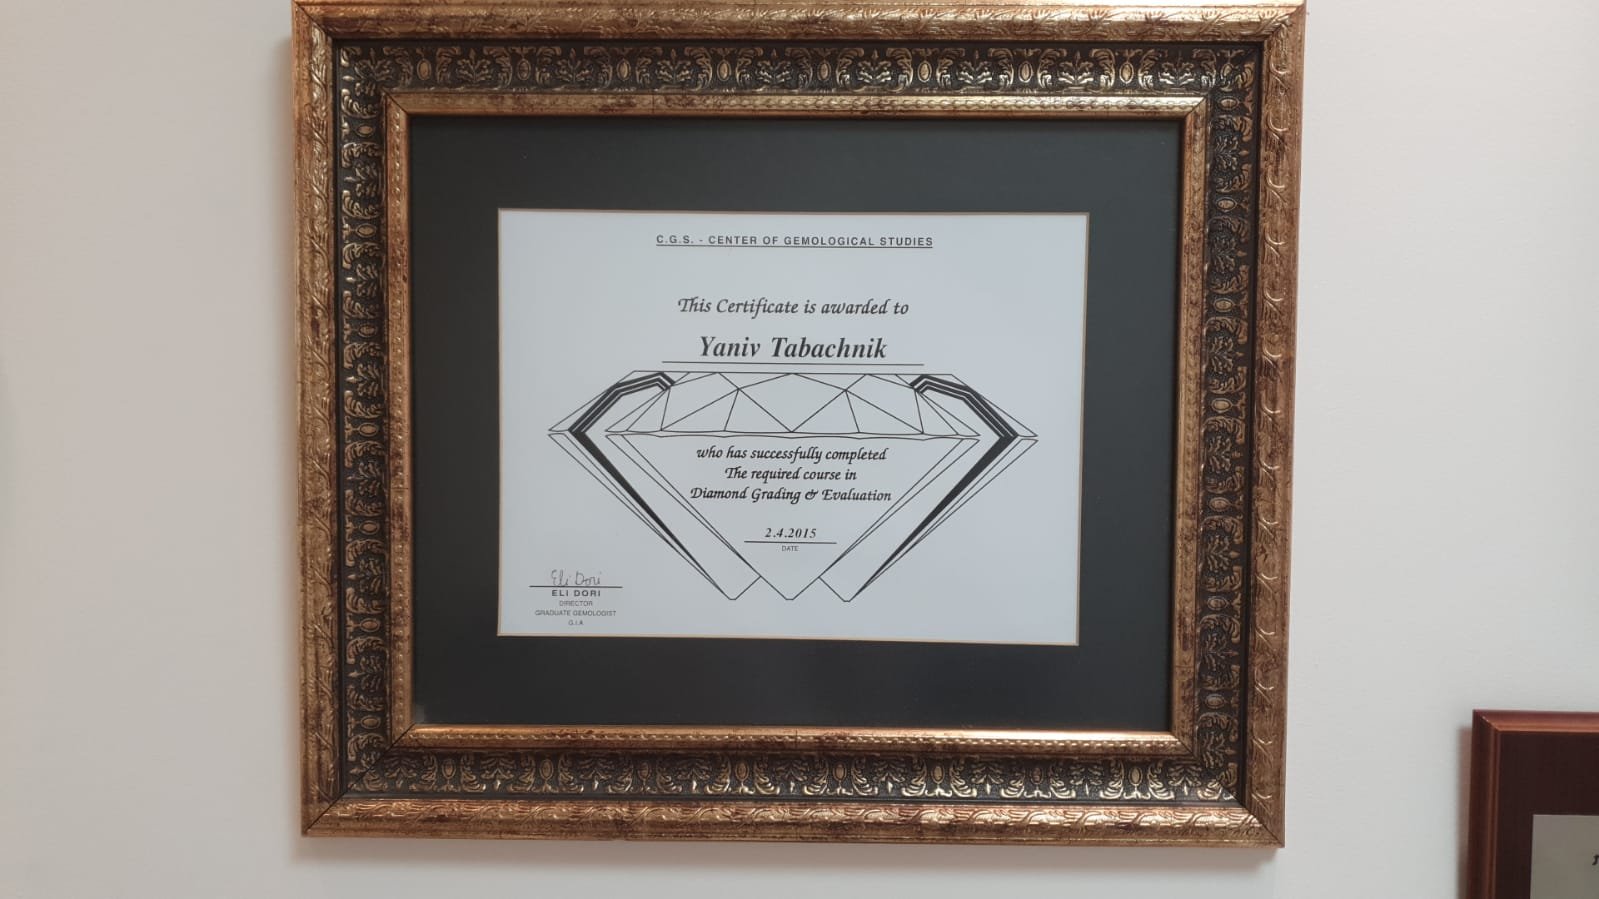 C.G.S. - CENTER OF GEMOLOGICAL STUDIES
This Certificate is awarded to
Yaniv Tabachnik
who has successfully completed
The required course in
Diamond Grading & Evaluation
2.4.2015
DATE
Eli Dori
ELI DORI
DIRECTOR
GRADUATE GEMOLOGIST
G.I.A